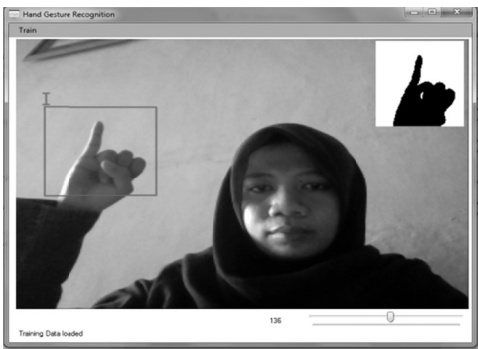 Hand Gesture Recognition
Train
I
136
Training Data loaded